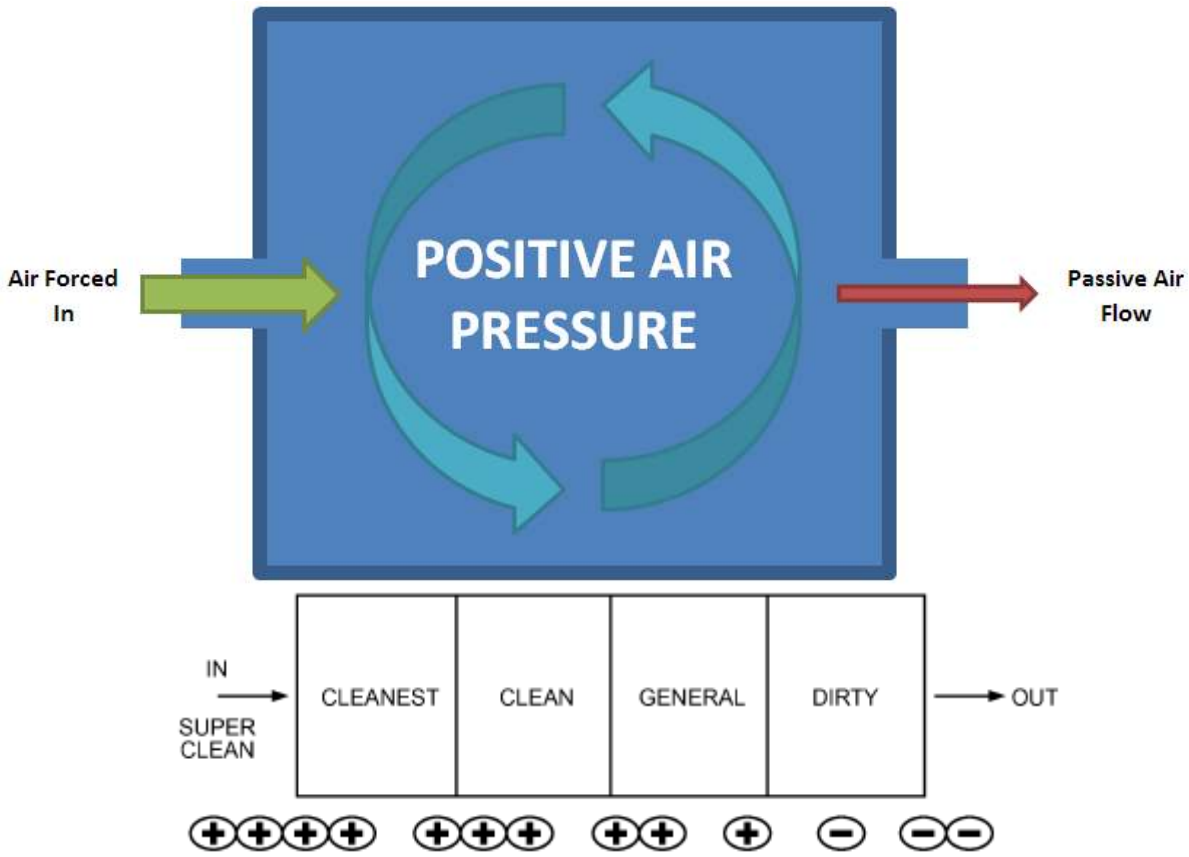 POSITIVE AIR
PRESSURE
Air Forced
In
Passive Air
Flow
IN
SUPER
CLEAN
CLEANEST
CLEAN
GENERAL
DIRTY
OUT
++++ +++ ++ + - --